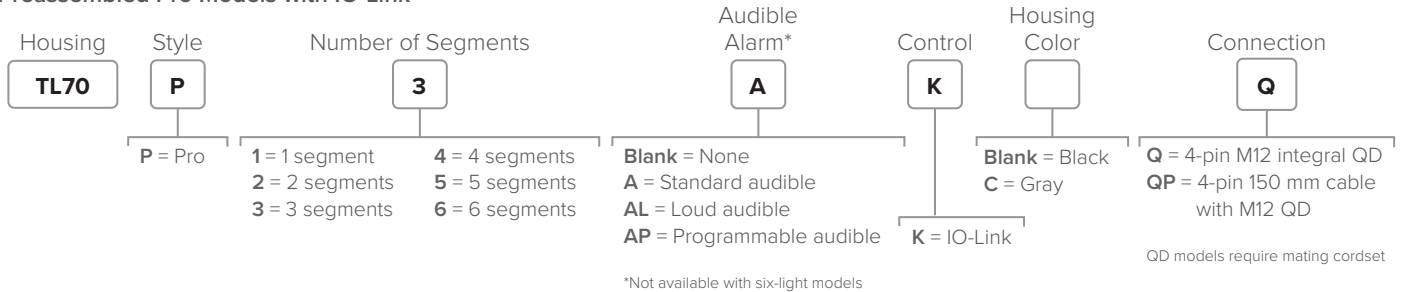 Preassembled Pro Models with IO-Link
Housing
Style
Number of Segments
Audible
Alarm*
Control
Housing
Color
Connection
TL70
P
3
A
K
Q
P = Pro
1 = 1 segment
2 = 2 segments
3 = 3 segments
4 = 4 segments
5 = 5 segments
6 = 6 segments
Blank = None
A = Standard audible
AL = Loud audible
AP = Programmable audible
*Not available with six-light models
K = IO-Link
Blank = Black
C = Gray
Q = 4-pin M12 integral QD
QP = 4-pin 150 mm cable
with M12 QD
QD models require mating cordset